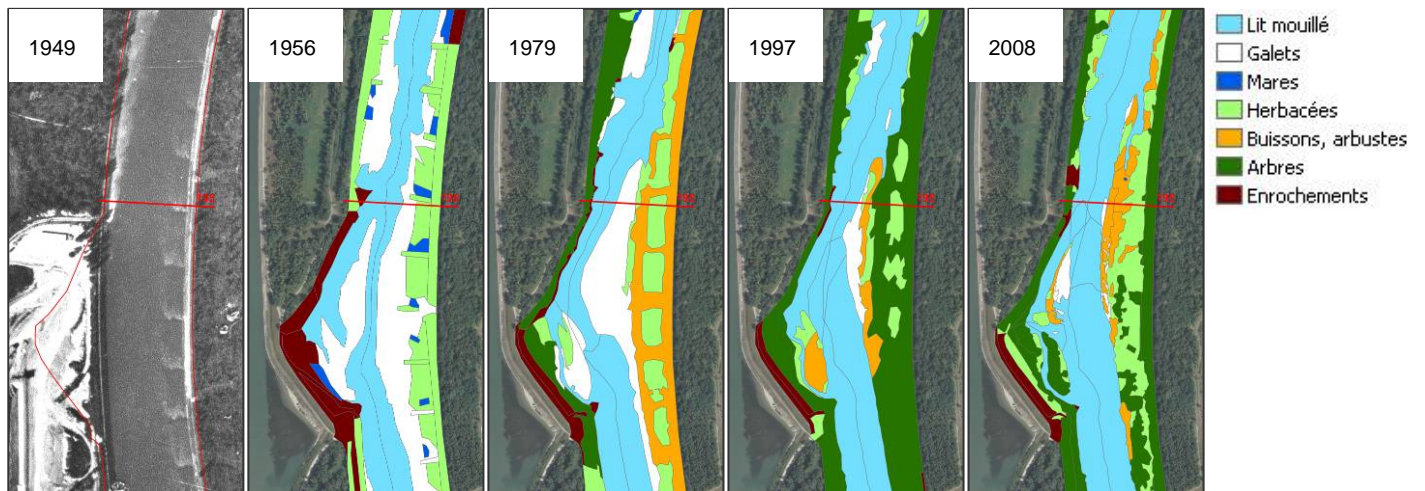 1949
1956
1979
1997
2008
Lit mouillé
Galets
Mares
Herbacées
Buissons, arbustes
Arbres
Enrochements